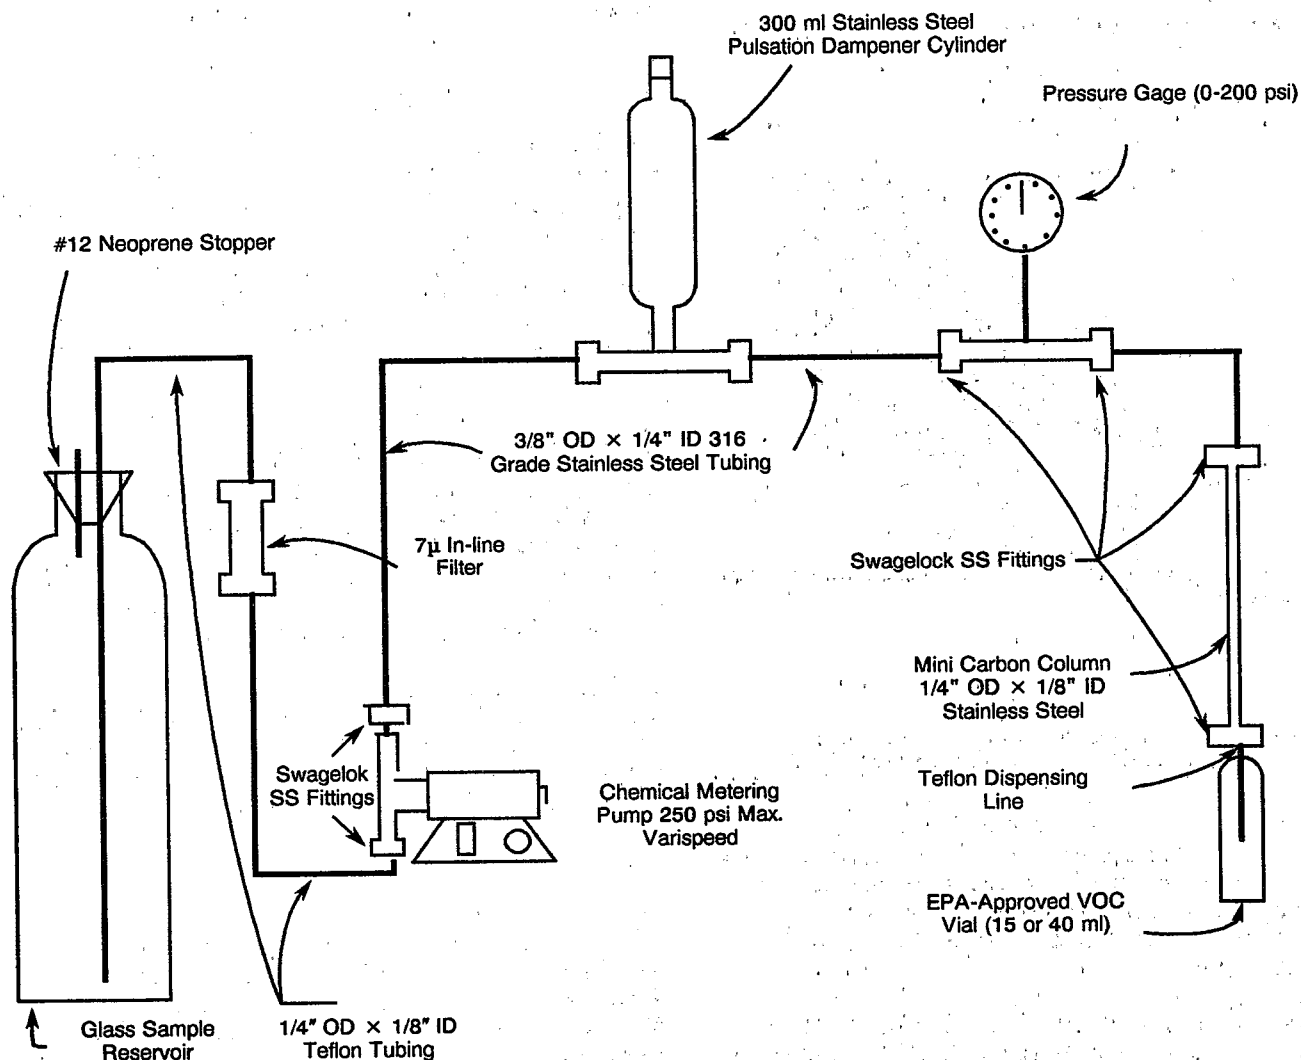 300 ml Stainless Steel
Pulsation Dampener Cylinder
Pressure Gage (0-200 psi)
#12 Neoprene Stopper
3/8" OD × 1/4" ID 316
Grade Stainless Steel Tubing
7µ In-line
Filter
Swagelock SS Fittings
Mini Carbon Column
1/4" OD × 1/8" ID
Stainless Steel
Swagelok
SS Fittings
Chemical Metering
Pump 250 psi Max.
Varispeed
Teflon Dispensing
Line
EPA-Approved VOC
Vial (15 or 40 ml)
Glass Sample
Reservoir
1/4" OD × 1/8" ID
Teflon Tubing